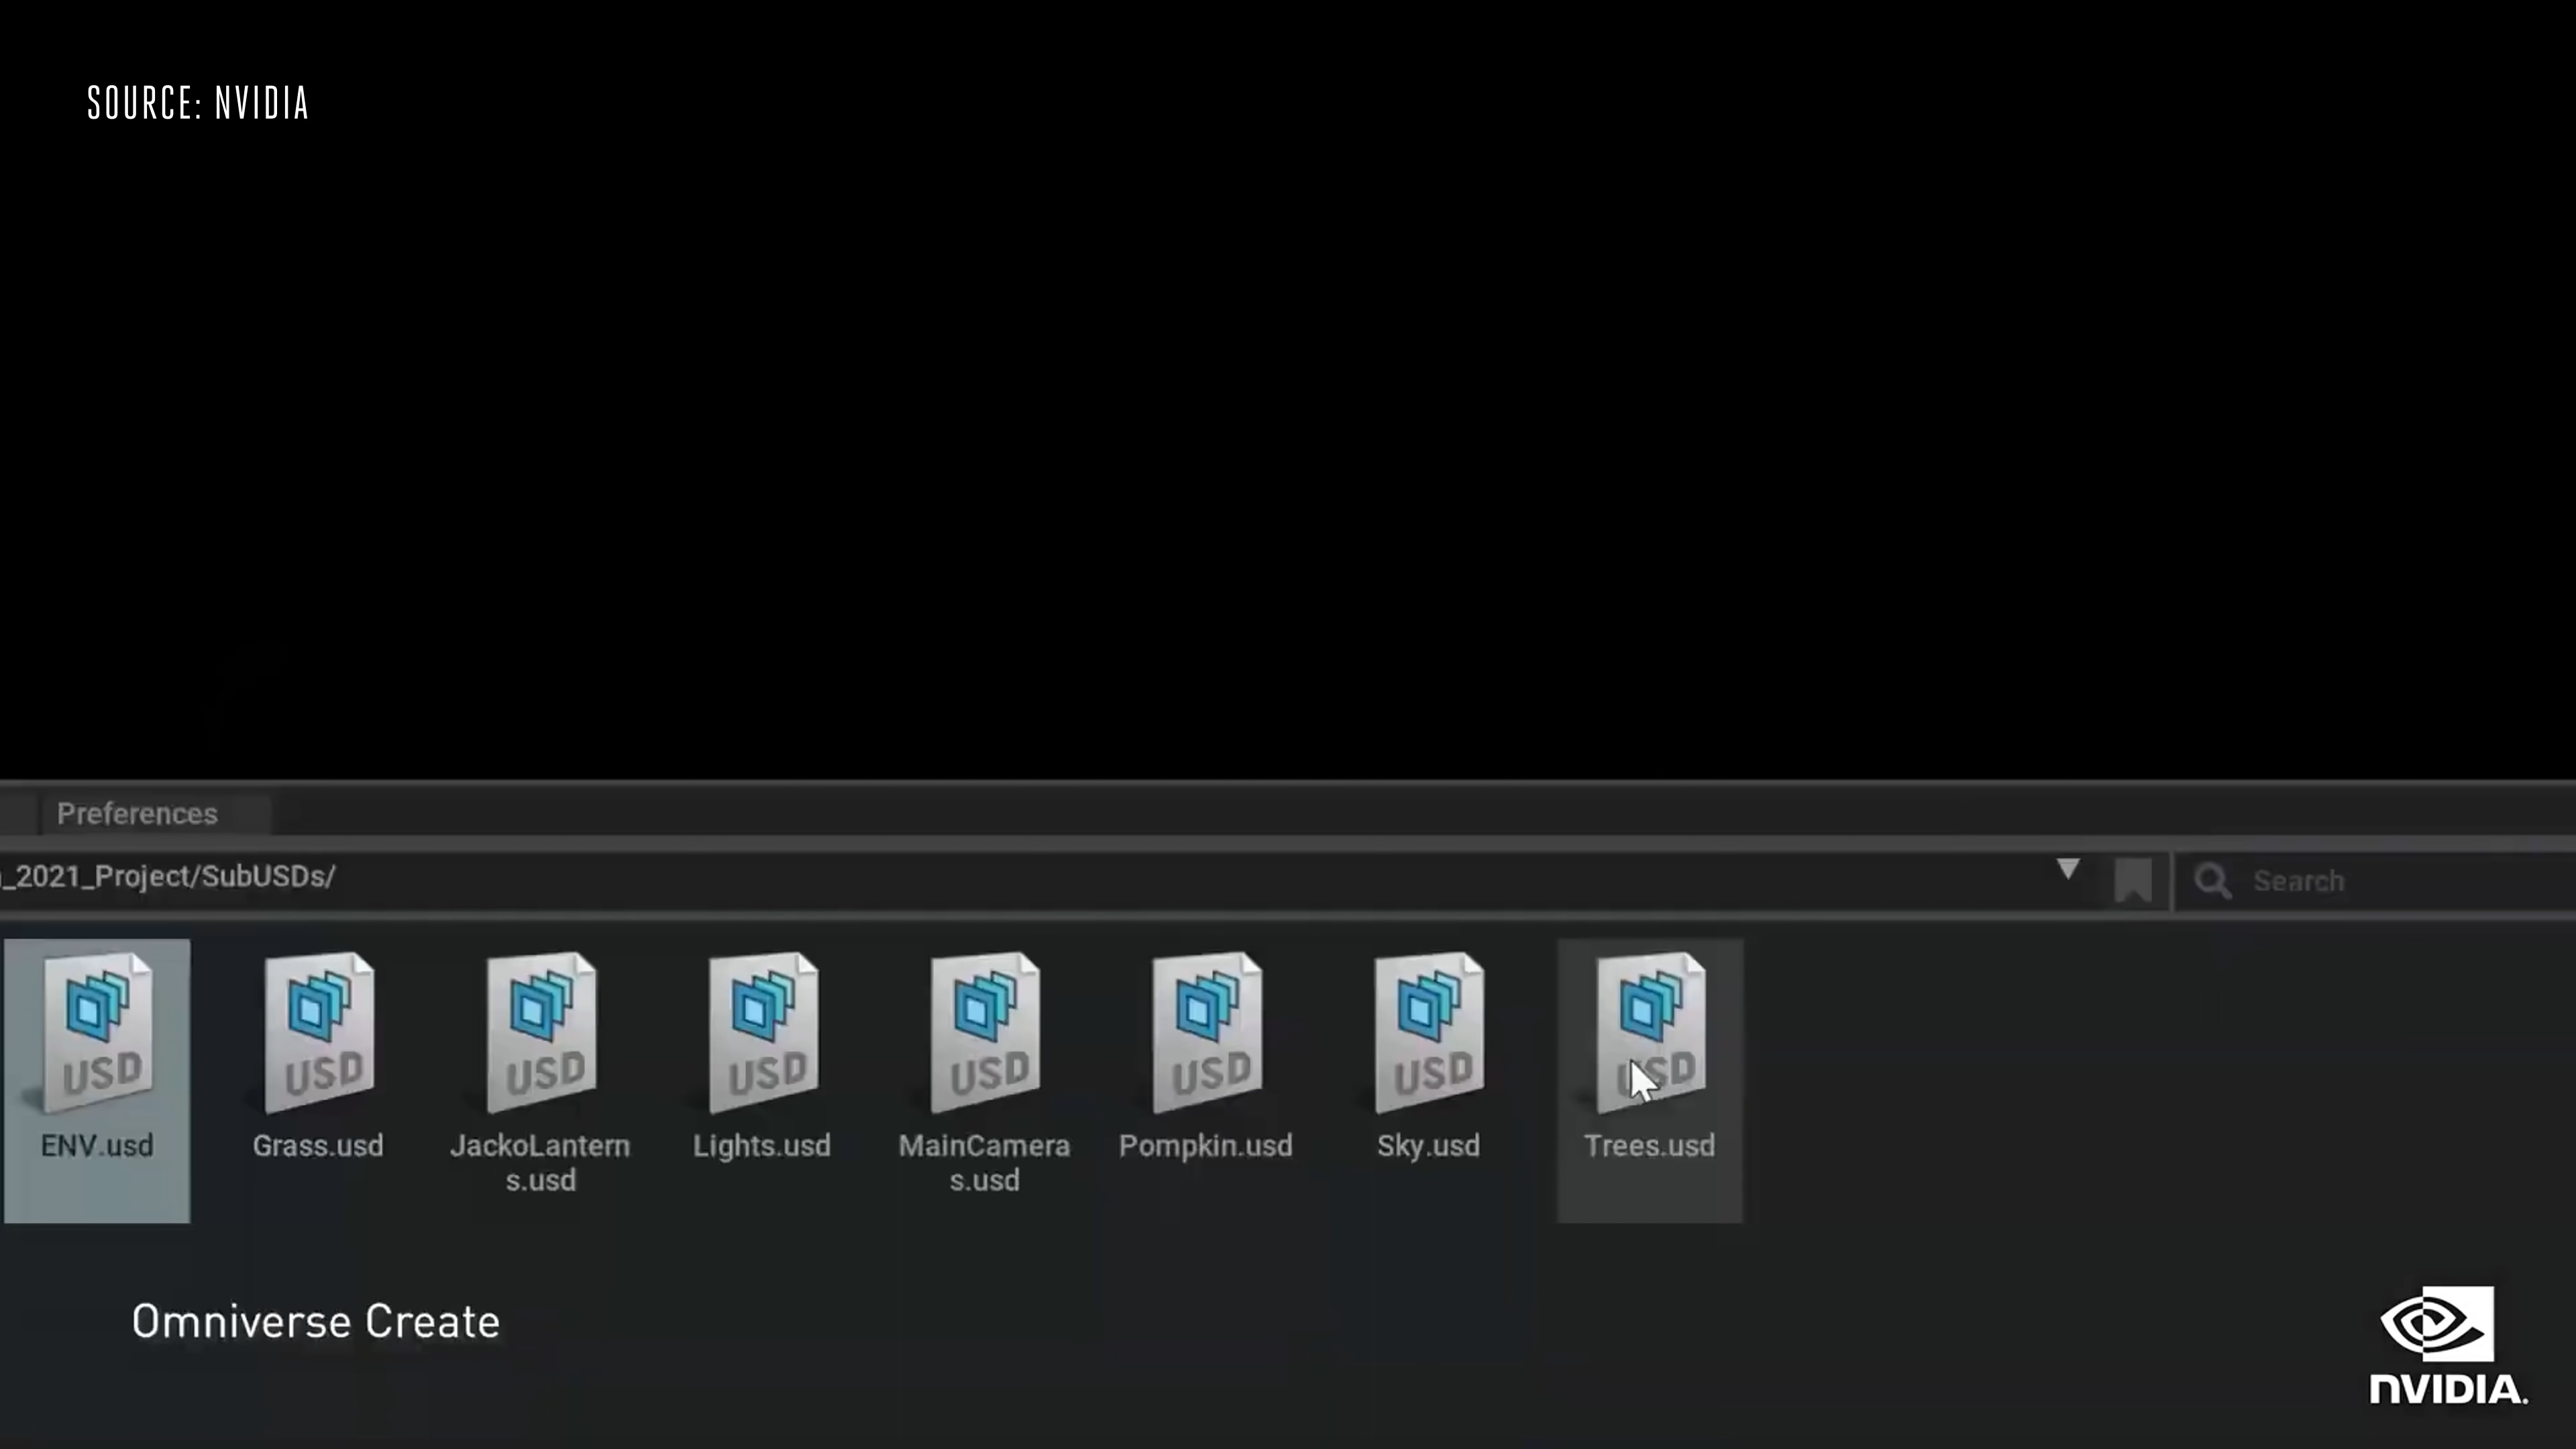 SOURCE: NVIDIA
Preferences
_2021_Project/SubUSDs/
Search
USD
USD
USD
USD
USD
USD
USD
USD
ENV.usd
Grass.usd
JackoLantern
s.usd
Lights.usd
MainCamera
s.usd
Pompkin.usd
Sky.usd
Trees.usd
Omniverse Create
NVIDIA.